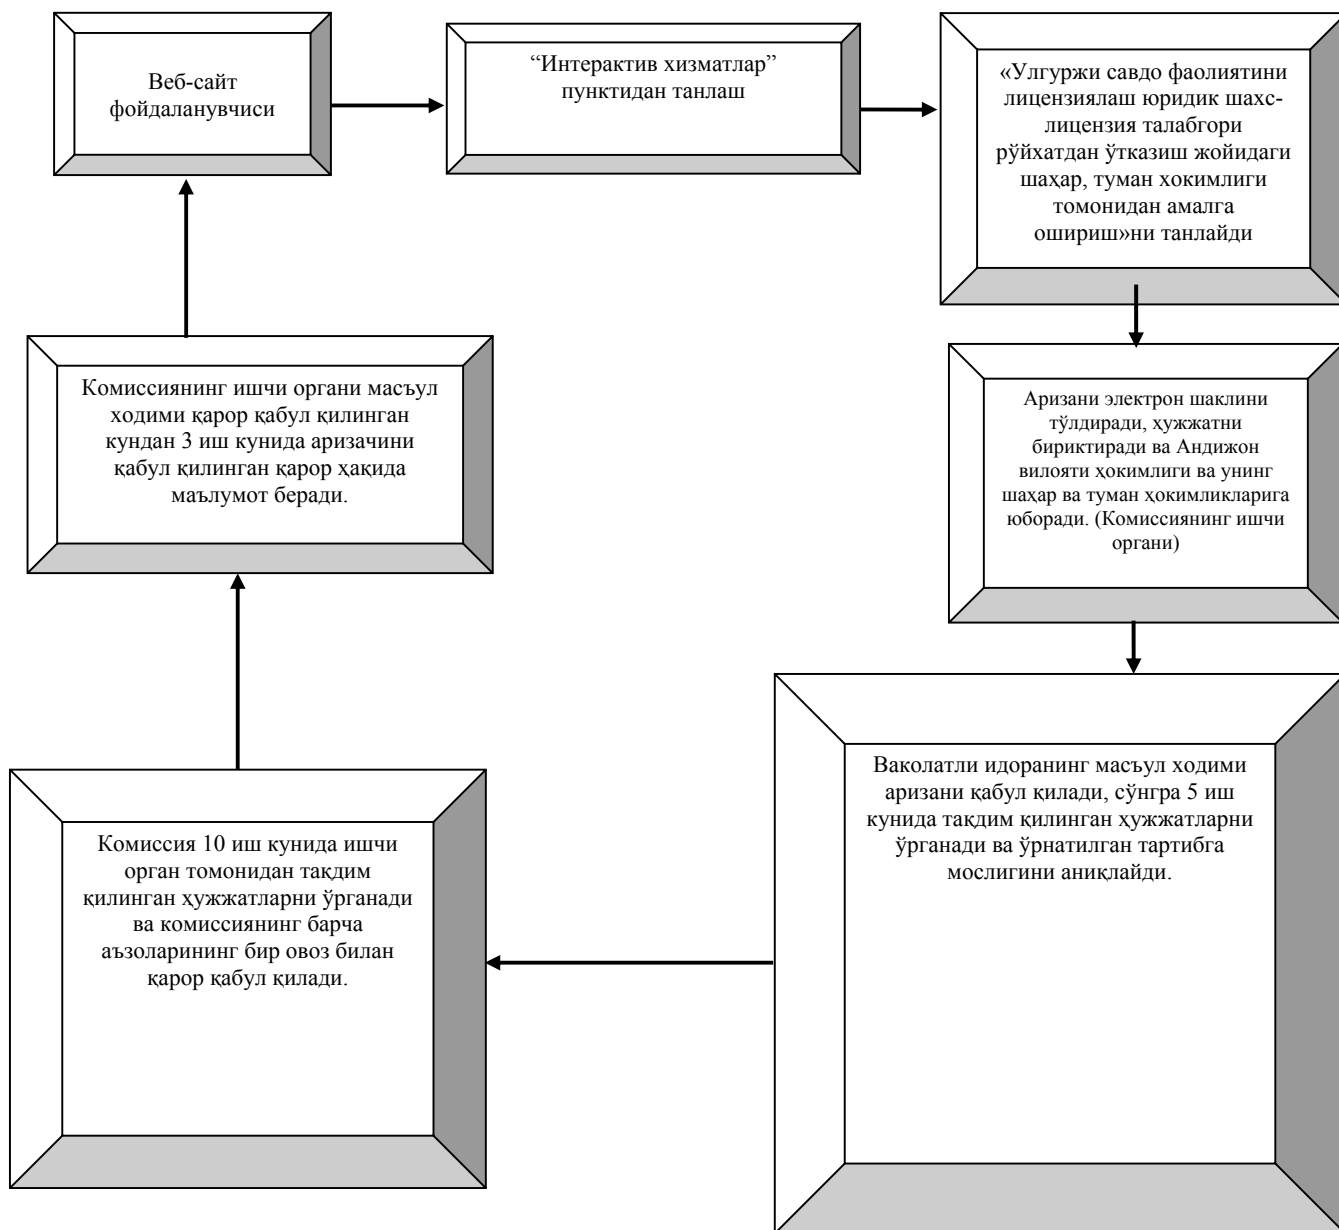 Веб-сайт
фойдаланувчиси
“Интерактив хизматлар”
пунктидан танлаш
«Улгуржи савдо фаолиятини
лицензиялаш юридик шахс-
лицензия талабгори
рўйхатдан ўтказиш жойидаги
шаҳар, туман хокимлиги
томонидан амалга
ошириш»ни танлайди
Аризани электрон шаклини
тўлдиради, ҳужжатни
бириктиради ва Андижон
вилояти ҳокимлиги ва унинг
шаҳар ва туман ҳокимликларига
юборади. (Комиссиянинг ишчи
органи)
Ваколатли идоранинг масъул ходими
аризани қабул қилади, сўнгра 5 иш
кунида тақдим қилинган ҳужжатларни
ўрганади ва ўрнатилган тартибга
мослигини аниқлайди.
Комиссия 10 иш кунида ишчи
орган томонидан тақдим
қилинган ҳужжатларни ўрганади
ва комиссиянинг барча
аъзоларининг бир овоз билан
қарор қабул қилади.
Комиссиянинг ишчи органи масъул
ходими қарор қабул қилинган
кундан 3 иш кунида аризачини
қабул қилинган қарор ҳақида
маълумот беради.